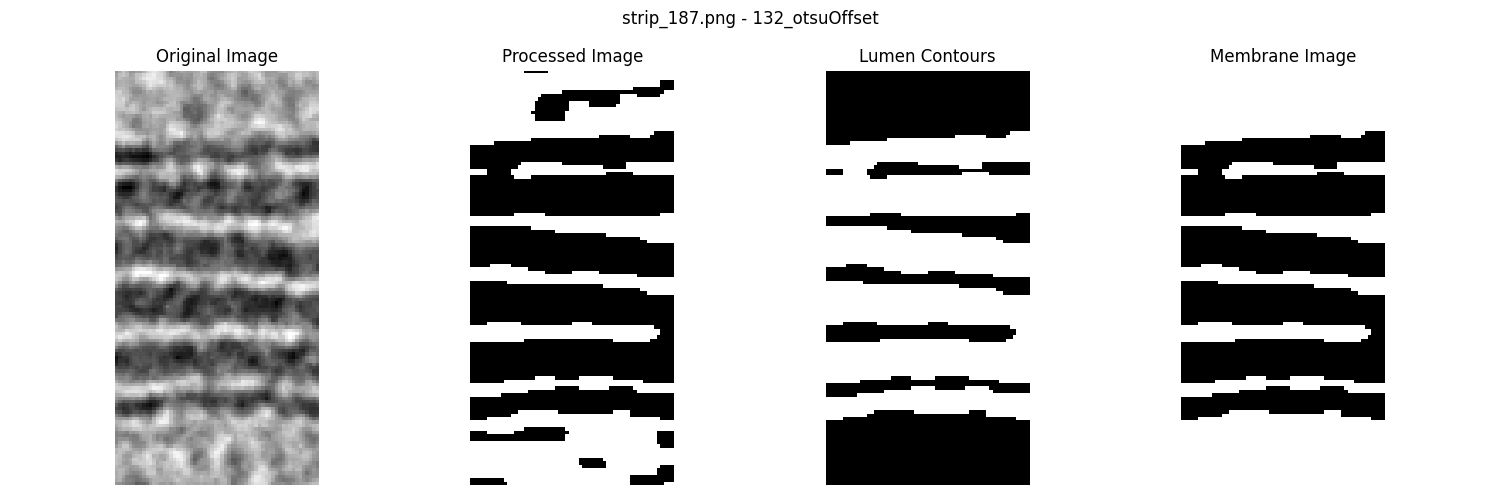 strip_187.png - 132_otsuOffset
Original Image
Processed Image
Lumen Contours
Membrane Image